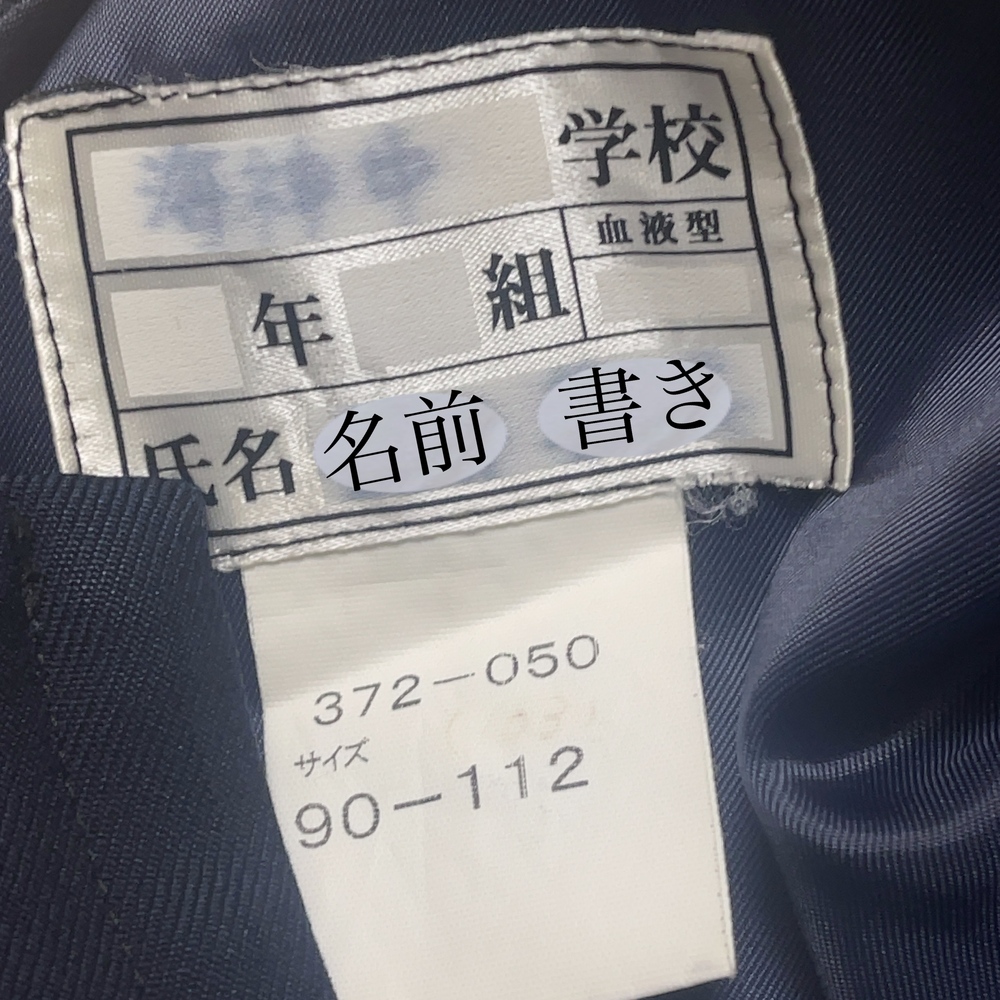 学校
血液型
年 組
氏名 名前 書き
372-050
サイズ
90-112